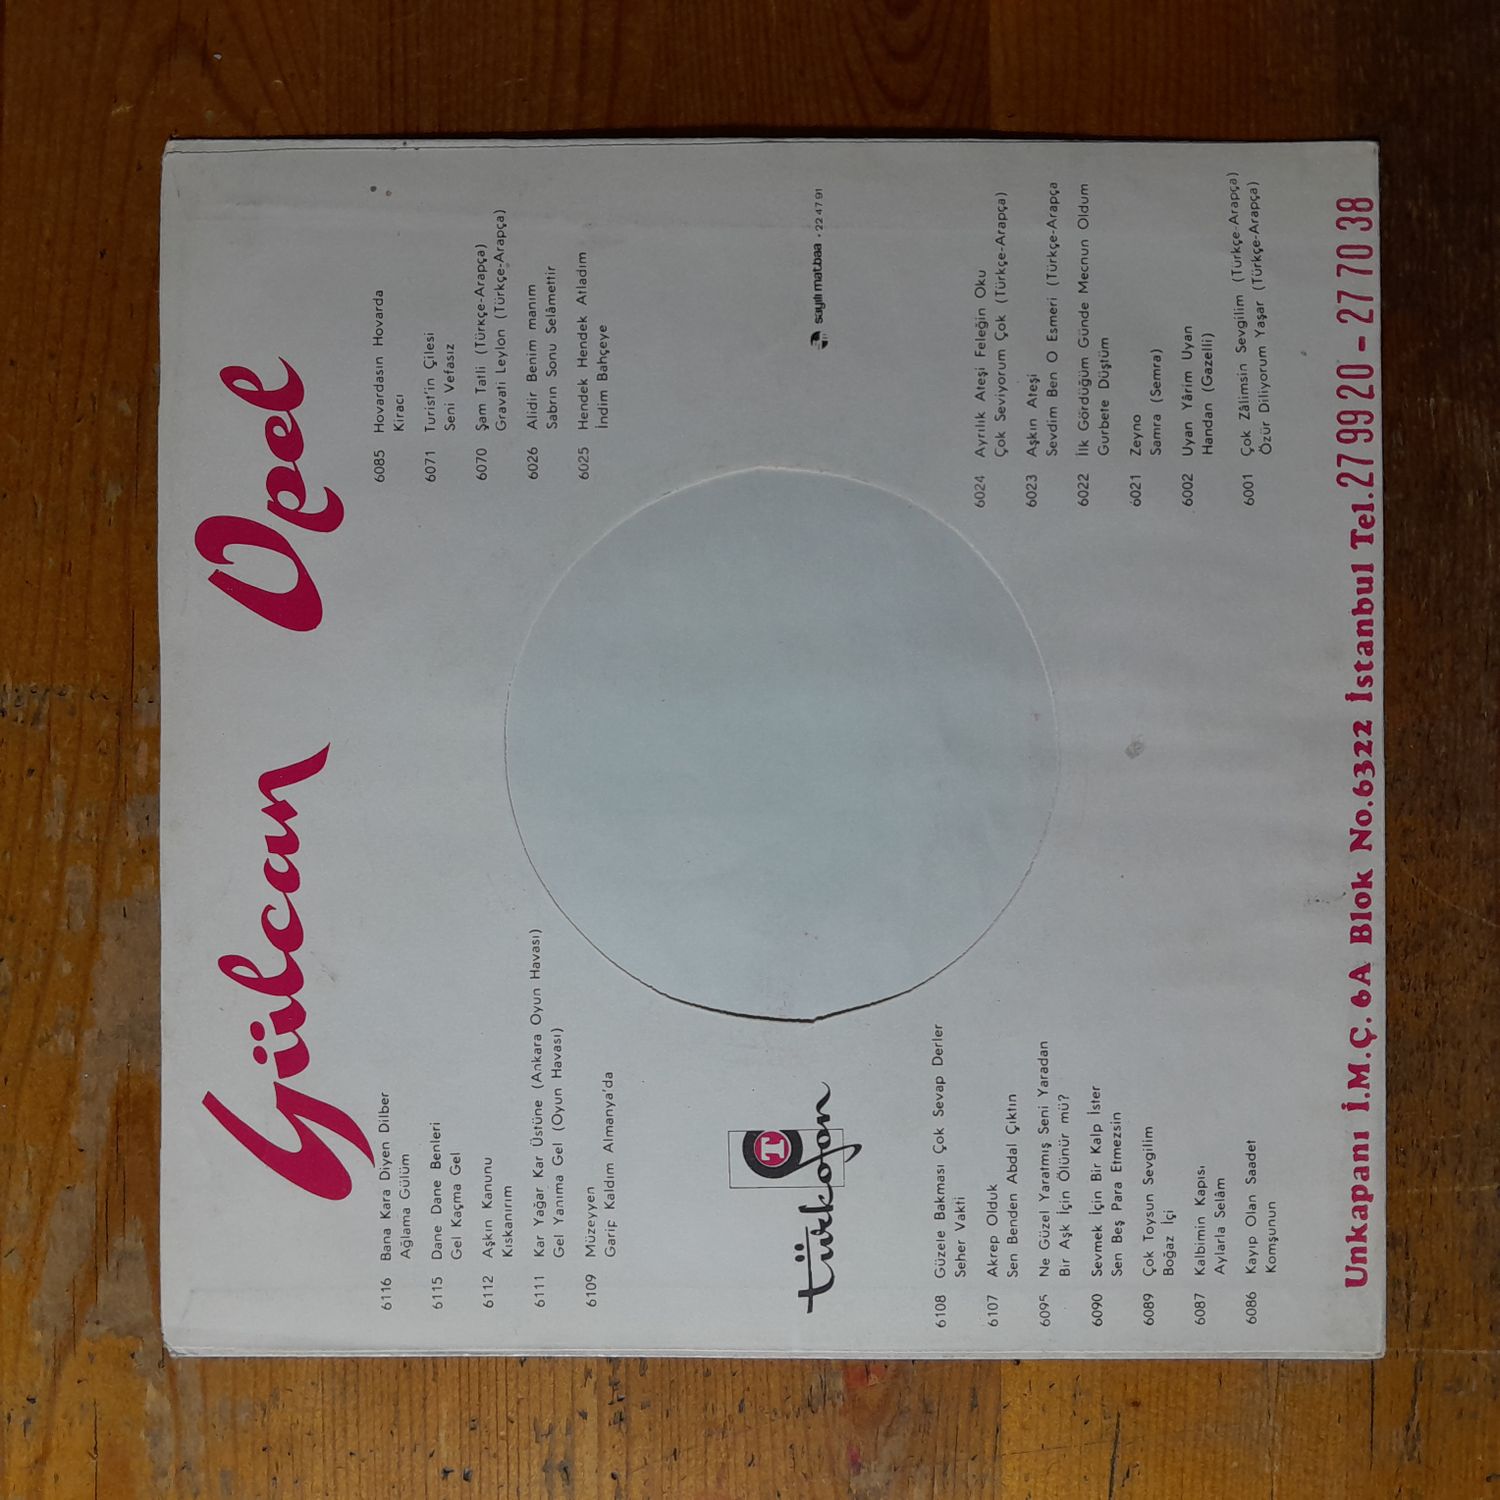 Gülcan Opel
6116 Bana Kara Diyen Dilber
Ağlama Gülüm
6115 Dane Dane Benleri
Gel Kaçma Gel
6112 Aşkın Kanunu
Kıskanırım
6111 Kar Yağar Kar Üstüne (Ankara Oyun Havası)
Gel Yanıma Gel (Oyun Havası)
6109 Müzeyyen
Garip Kaldım Almanya'da
6085 Hovardasın Hovarda
Kiracı
6071 Turist'in Çilesi
Seni Vefasız
6070 Şam Tatli (Türkçe-Arapça)
Gravati Leylon (Türkçe-Arapça)
6026 Alidir Benim manim
Sabrın Sonu Selâmettir
6025 Hendek Hendek Atladım
İndim Bahçeye
T
türkofon
sayılı matbaa • 22 47 91
6108 Güzele Bakması Çok Sevap Derler
Seher Vakti
6107 Akrep Olduk
Sen Benden Abdal Çıktın
6095 Ne Güzel Yaratmış Seni Yaradan
Bir Aşk İçin Ölünür mü?
6090 Sevmek İçin Bir Kalp İster
Sen Beş Para Etmezsin
6089 Çok Toysun Sevgilim
Boğaz İçi
6087 Kalbimin Kapısı
Aylarla Selâm
6086 Kayıp Olan Saadet
Komşunun
6024 Ayrılık Ateşi Feleğin Oku
Çok Seviyorum Çok (Türkçe-Arapça)
6023 Aşkın Ateşi
Sevdim Ben O Esmeri (Türkçe-Arapça
6022 İlk Gördüğüm Günde Mecnun Oldum
Gurbete Düştüm
6021 Zeyno
Samra (Semra)
6002 Uyan Yârim Uyan
Handan (Gazelli)
6001 Çok Zâlimsin Sevgilim (Türkçe-Arapça)
Özür Diliyorum Yaşar (Türkçe-Arapça)
Unkapanı İ.M.Ç. 6A Blok No.6322 İstanbul Tel.27 99 20 - 27 70 38